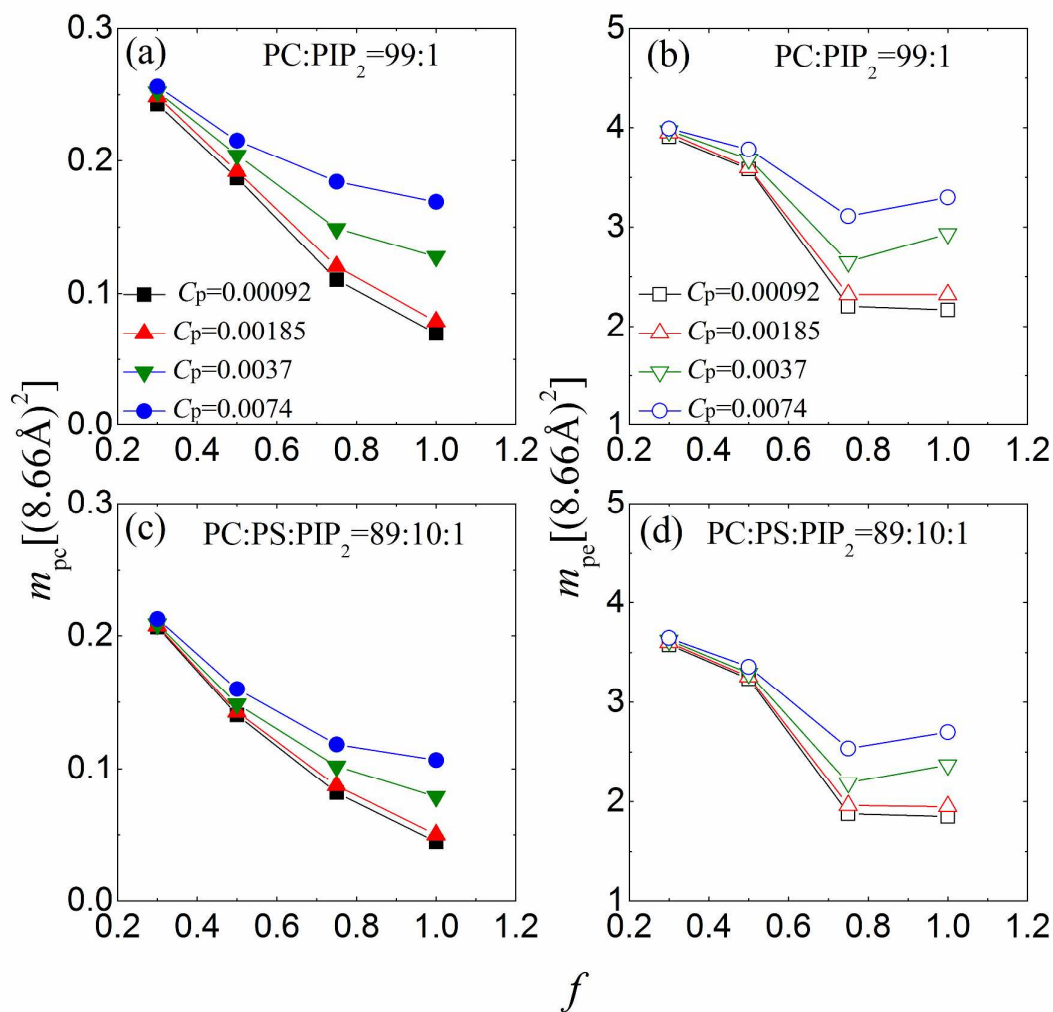 (a) PC:PIP₂=99:1
0.3
0.2
0.1
0.0
Cp=0.00092
Cp=0.00185
Cp=0.0037
Cp=0.0074
0.2 0.4 0.6 0.8 1.0 1.2
(b) PC:PIP₂=99:1
5
4
3
2
1
Cp=0.00092
Cp=0.00185
Cp=0.0037
Cp=0.0074
0.2 0.4 0.6 0.8 1.0 1.2
m_pc[(8.66Å)²]
m_pe[(8.66Å)²]
(c) PC:PS:PIP₂=89:10:1
0.3
0.2
0.1
0.0
0.2 0.4 0.6 0.8 1.0 1.2
(d) PC:PS:PIP₂=89:10:1
5
4
3
2
1
0.2 0.4 0.6 0.8 1.0 1.2
f